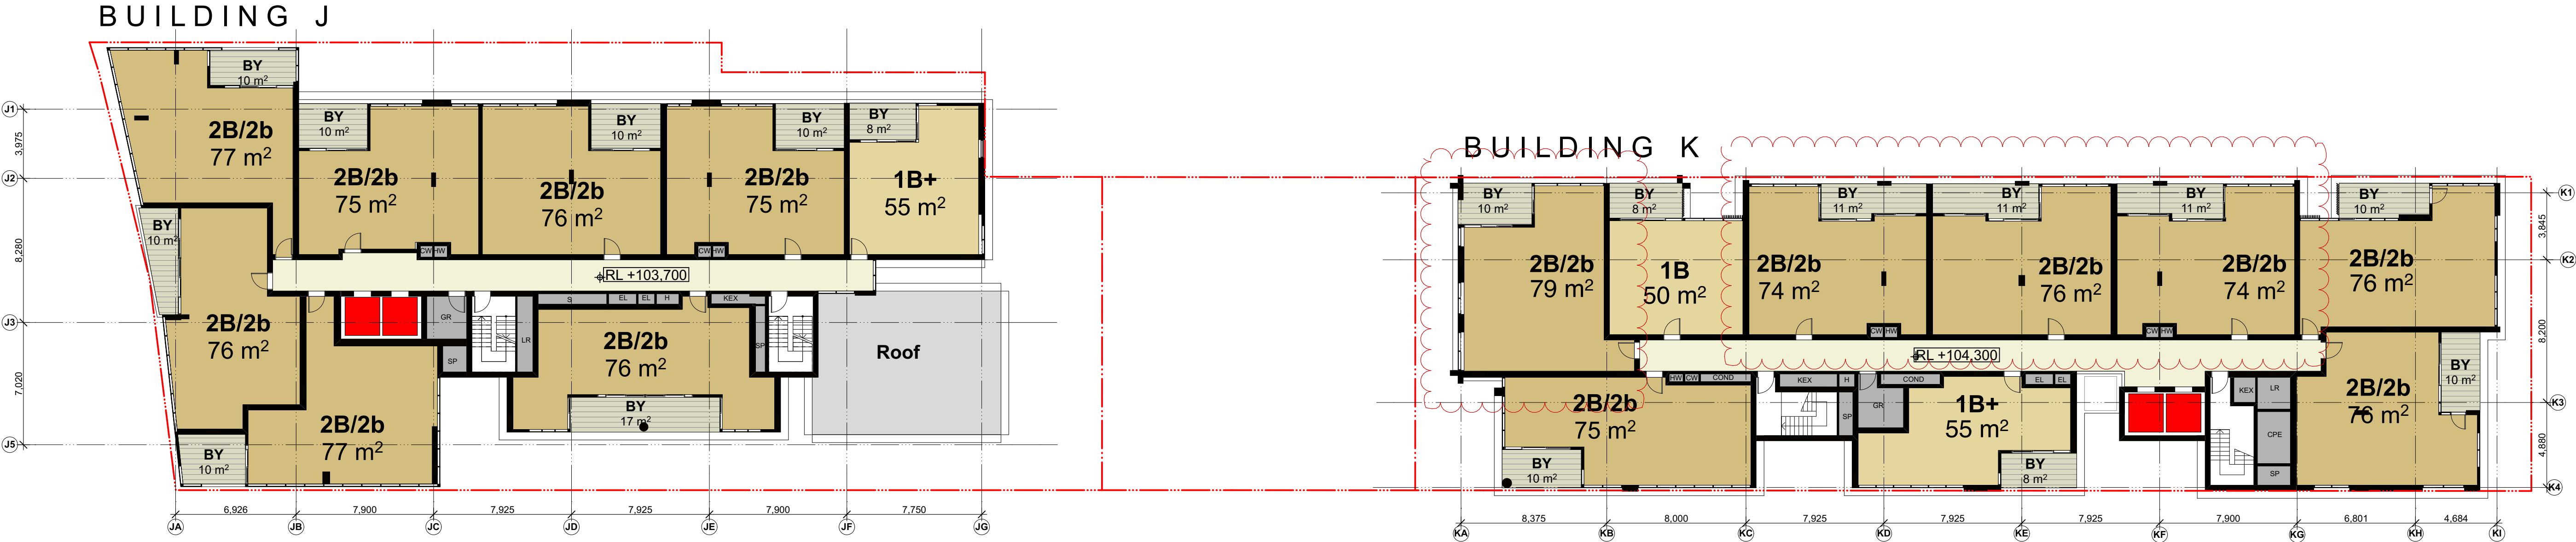 BUILDING J
BY
10 m²
2B/2b
77 m²
BY
10 m²
2B/2b
75 m²
BY
10 m²
2B/2b
76 m²
BY
10 m²
2B/2b
75 m²
BY
8 m²
1B+
55 m²
CW HW
CW HW
RL +103,700
BY
10 m²
2B/2b
76 m²
2B/2b
77 m²
BY
10 m²
GR
SP
LR
S
EL
EL
H
KEX
SP
2B/2b
76 m²
BY
17 m²
Roof
J1
3,975
J2
8,280
J3
7,020
J5
6,926
7,900
7,925
7,925
7,900
7,750
JA
JB
JC
JD
JE
JF
JG
BUILDING K
BY
10 m²
2B/2b
79 m²
BY
8 m²
1B
50 m²
BY
11 m²
2B/2b
74 m²
BY
11 m²
2B/2b
76 m²
BY
11 m²
2B/2b
74 m²
BY
10 m²
2B/2b
76 m²
CW HW
CW HW
RL +104,300
HW CW COND
2B/2b
75 m²
BY
10 m²
KEX
H
SP
GR
COND
EL
EL
1B+
55 m²
BY
8 m²
KEX
LR
CPE
SP
2B/2b
76 m²
BY
10 m²
K1
3,845
K2
8,200
K3
4,880
K4
8,375
8,000
7,925
7,925
7,925
7,900
6,801
4,684
KA
KB
KC
KD
KE
KF
KG
KH
KI